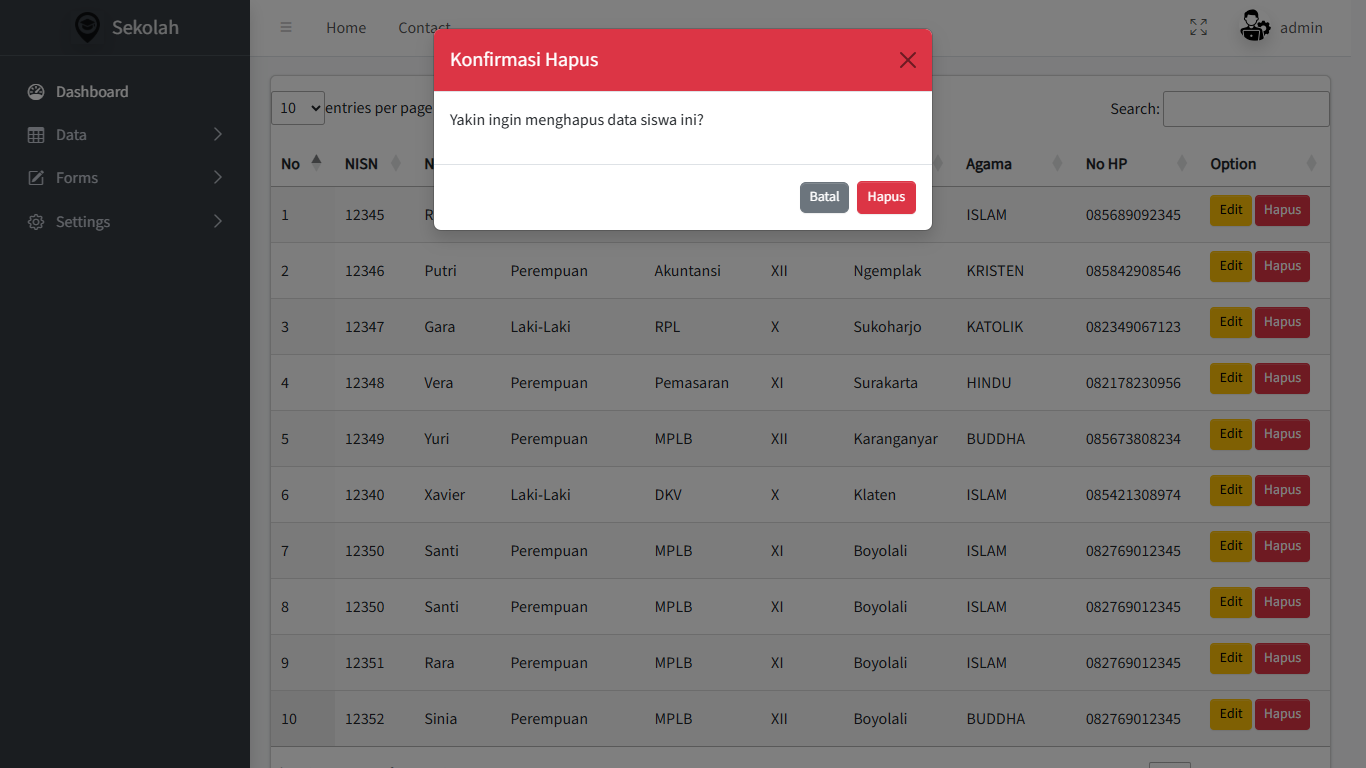 Sekolah
Home Contact admin
Dashboard
Data
Forms
Settings
Konfirmasi Hapus
Yakin ingin menghapus data siswa ini?
Batal Hapus
10 entries per page Search:
No NISN N Agama No HP Option
1 12345 R ISLAM 085689092345 Edit Hapus
2 12346 Putri Perempuan Akuntansi XII Ngemplak KRISTEN 085842908546 Edit Hapus
3 12347 Gara Laki-Laki RPL X Sukoharjo KATOLIK 082349067123 Edit Hapus
4 12348 Vera Perempuan Pemasaran XI Surakarta HINDU 082178230956 Edit Hapus
5 12349 Yuri Perempuan MPLB XII Karanganyar BUDDHA 085673808234 Edit Hapus
6 12340 Xavier Laki-Laki DKV X Klaten ISLAM 085421308974 Edit Hapus
7 12350 Santi Perempuan MPLB XI Boyolali ISLAM 082769012345 Edit Hapus
8 12350 Santi Perempuan MPLB XI Boyolali ISLAM 082769012345 Edit Hapus
9 12351 Rara Perempuan MPLB XI Boyolali ISLAM 082769012345 Edit Hapus
10 12352 Sinia Perempuan MPLB XII Boyolali BUDDHA 082769012345 Edit Hapus